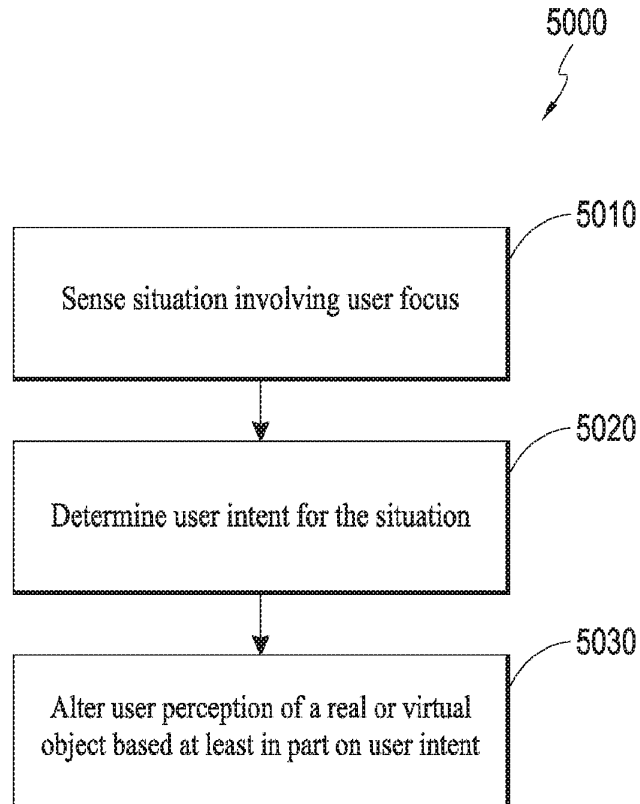 5000
5010
Sense situation involving user focus
5020
Determine user intent for the situation
5030
Alter user perception of a real or virtual
object based at least in part on user intent